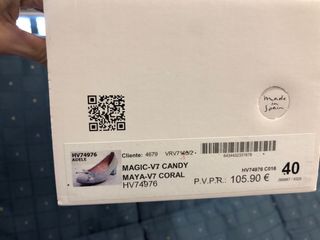 made in
Spain
HV74976
ADELE
Cliente: 4679
MAGIC-V7 CANDY
MAYA-V7 CORAL
HV74976
P.V.P.R.: 105.90 €
HV74976 C018
40